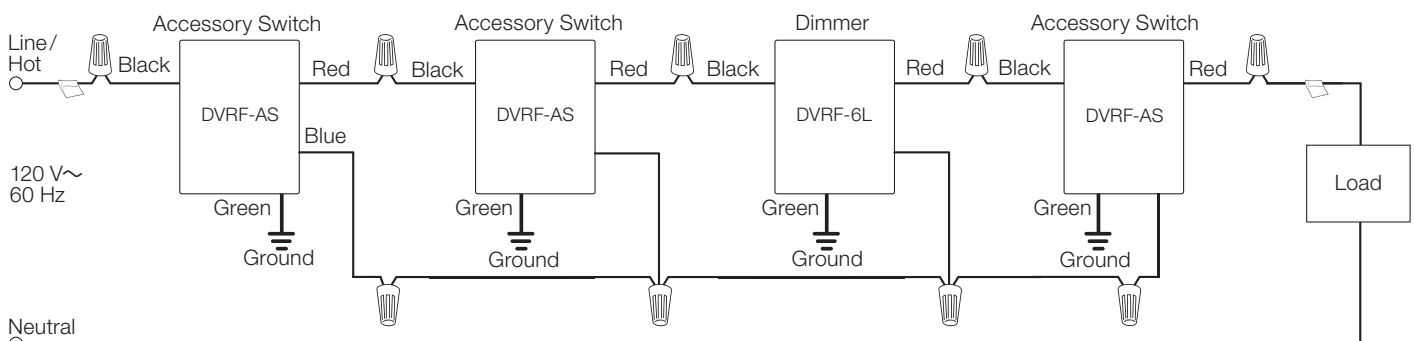 Accessory Switch
Accessory Switch
Dimmer
Accessory Switch
Line/
Hot
Black
Red
Black
Red
Black
Red
Black
Red
DVRF-AS
DVRF-AS
DVRF-6L
DVRF-AS
Blue
120 V~
60 Hz
Load
Green
Green
Green
Green
Ground
Ground
Ground
Ground
Neutral